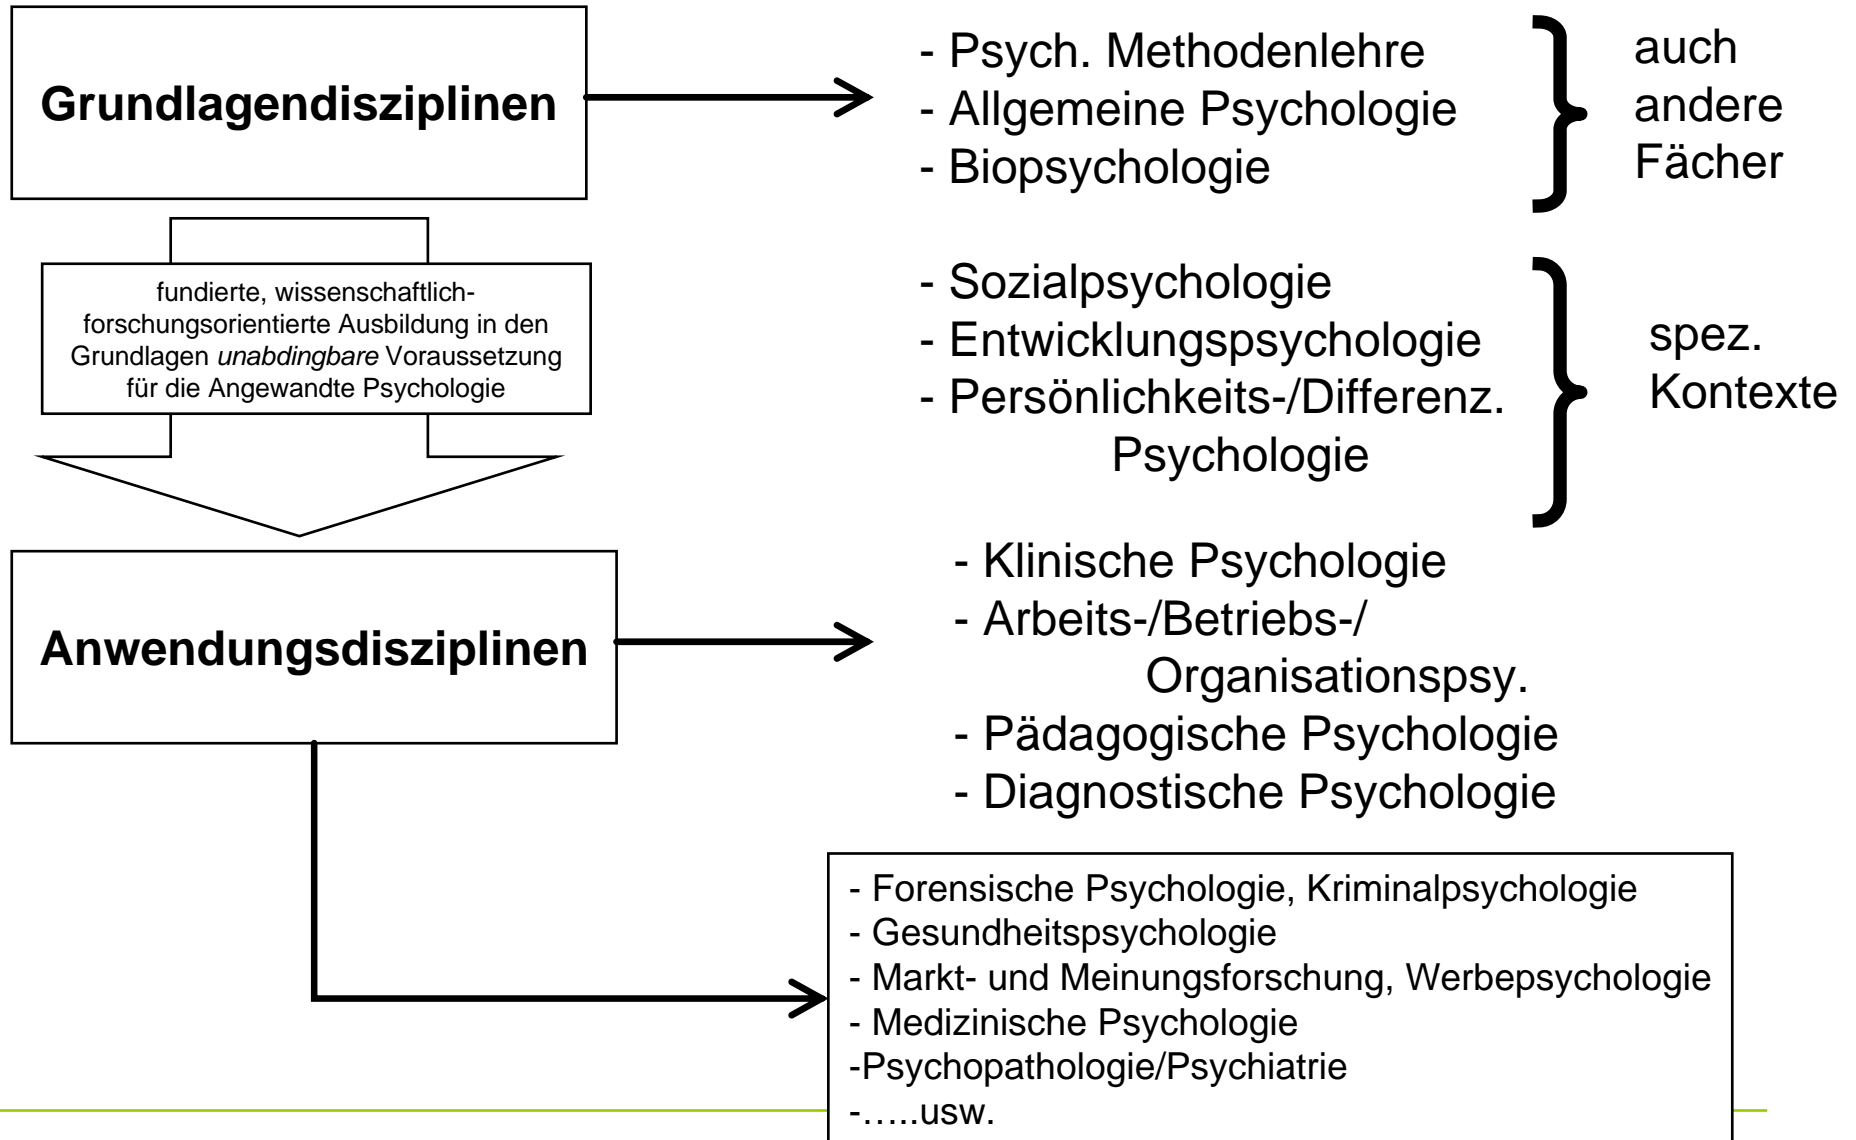 Grundlagendisziplinen
- Psych. Methodenlehre
- Allgemeine Psychologie
- Biopsychologie
auch
andere
Fächer
fundierte, wissenschaftlich-
forschungsorientierte Ausbildung in den
Grundlagen unabdingbare Voraussetzung
für die Angewandte Psychologie
- Sozialpsychologie
- Entwicklungspsychologie
- Persönlichkeits-/Differenz.
Psychologie
spez.
Kontexte
Anwendungsdisziplinen
- Klinische Psychologie
- Arbeits-/Betriebs-/
Organisationspsy.
- Pädagogische Psychologie
- Diagnostische Psychologie
- Forensische Psychologie, Kriminalpsychologie
- Gesundheitspsychologie
- Markt- und Meinungsforschung, Werbepsychologie
- Medizinische Psychologie
-Psychopathologie/Psychiatrie
-…..usw.